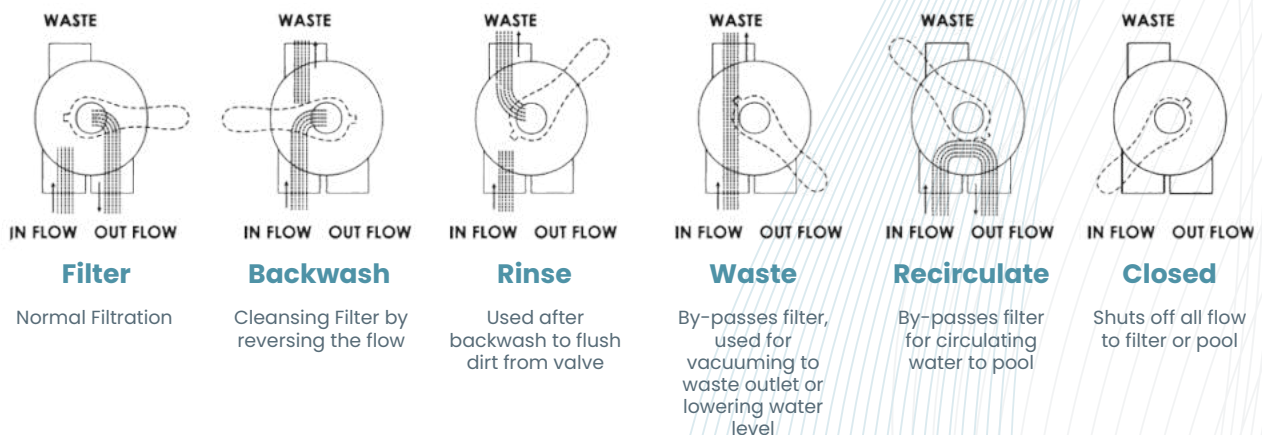 WASTE
IN FLOW OUT FLOW
Filter
Normal Filtration
WASTE
IN FLOW OUT FLOW
Backwash
Cleansing Filter by
reversing the flow
WASTE
IN FLOW OUT FLOW
Rinse
Used after
backwash to flush
dirt from valve
WASTE
IN FLOW OUT FLOW
Waste
By-passes filter,
used for
vacuuming to
waste outlet or
lowering water
level
WASTE
IN FLOW OUT FLOW
Recirculate
By-passes filter
for circulating
water to pool
WASTE
IN FLOW OUT FLOW
Closed
Shuts off all flow
to filter or pool